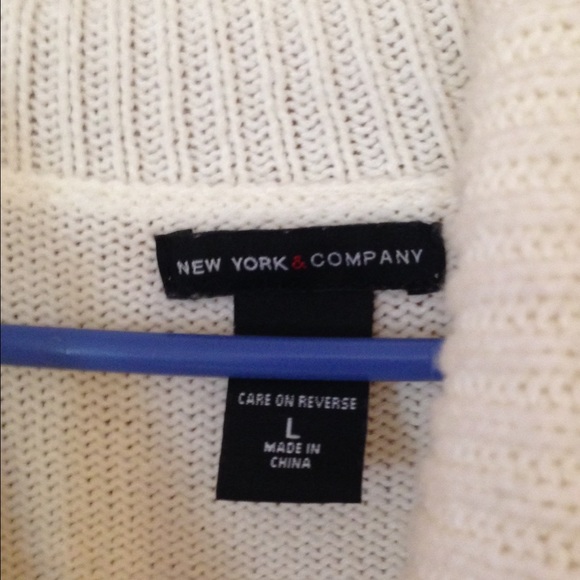 NEW YORK & COMPANY
CARE ON REVERSE
L
MADE IN
CHINA